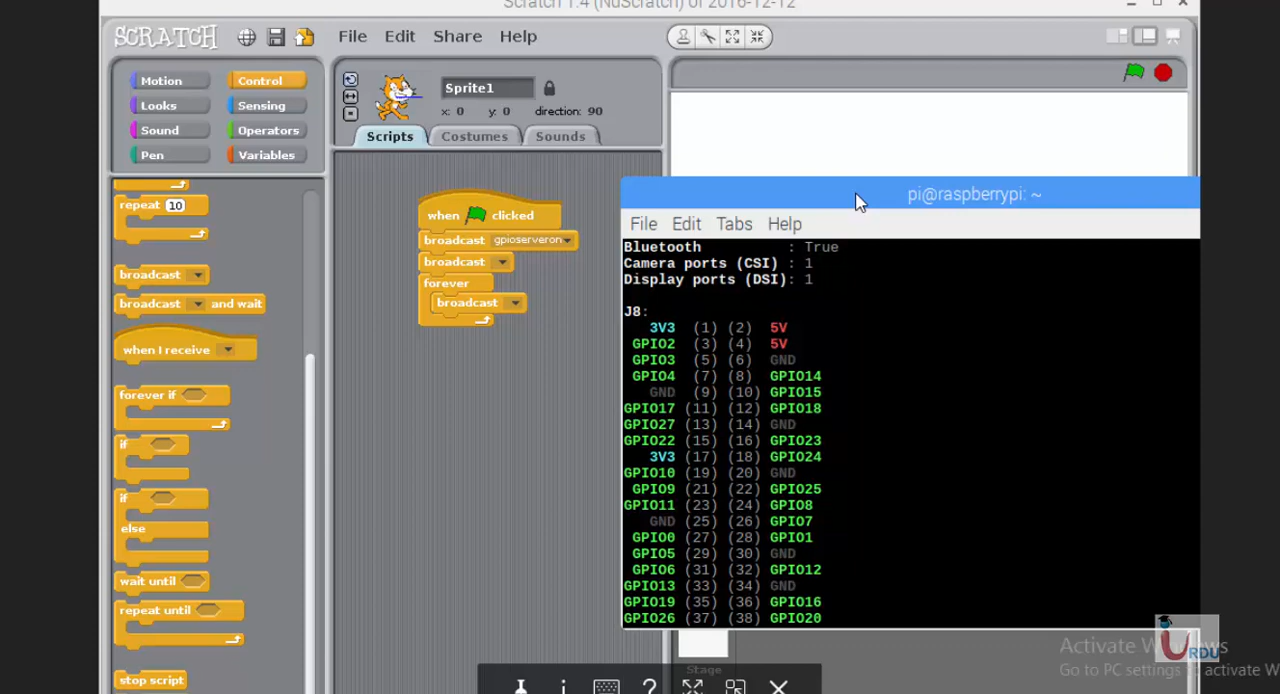 Scratch 1.4 (NuScratch) of 2016-12-12
SCRATCH File Edit Share Help
Motion Control
Looks Sensing
Sound Operators
Pen Variables
Sprite1
x: 0 y: 0 direction: 90
Scripts Costumes Sounds
repeat 10
broadcast
broadcast and wait
when I receive
forever if
if
if
else
wait until
repeat until
stop script
when clicked
broadcast gpioserveron
broadcast
forever
broadcast
pi@raspberrypi: ~
File Edit Tabs Help
Bluetooth : True
Camera ports (CSI) : 1
Display ports (DSI): 1
J8:
3V3 (1) (2) 5V
GPIO2 (3) (4) 5V
GPIO3 (5) (6) GND
GPIO4 (7) (8) GPIO14
GND (9) (10) GPIO15
GPIO17 (11) (12) GPIO18
GPIO27 (13) (14) GND
GPIO22 (15) (16) GPIO23
3V3 (17) (18) GPIO24
GPIO10 (19) (20) GND
GPIO9 (21) (22) GPIO25
GPIO11 (23) (24) GPIO8
GND (25) (26) GPIO7
GPIO0 (27) (28) GPIO1
GPIO5 (29) (30) GND
GPIO6 (31) (32) GPIO12
GPIO13 (33) (34) GND
GPIO19 (35) (36) GPIO16
GPIO26 (37) (38) GPIO20
Stage
Activate Windows
Go to PC settings to activate W
URDU